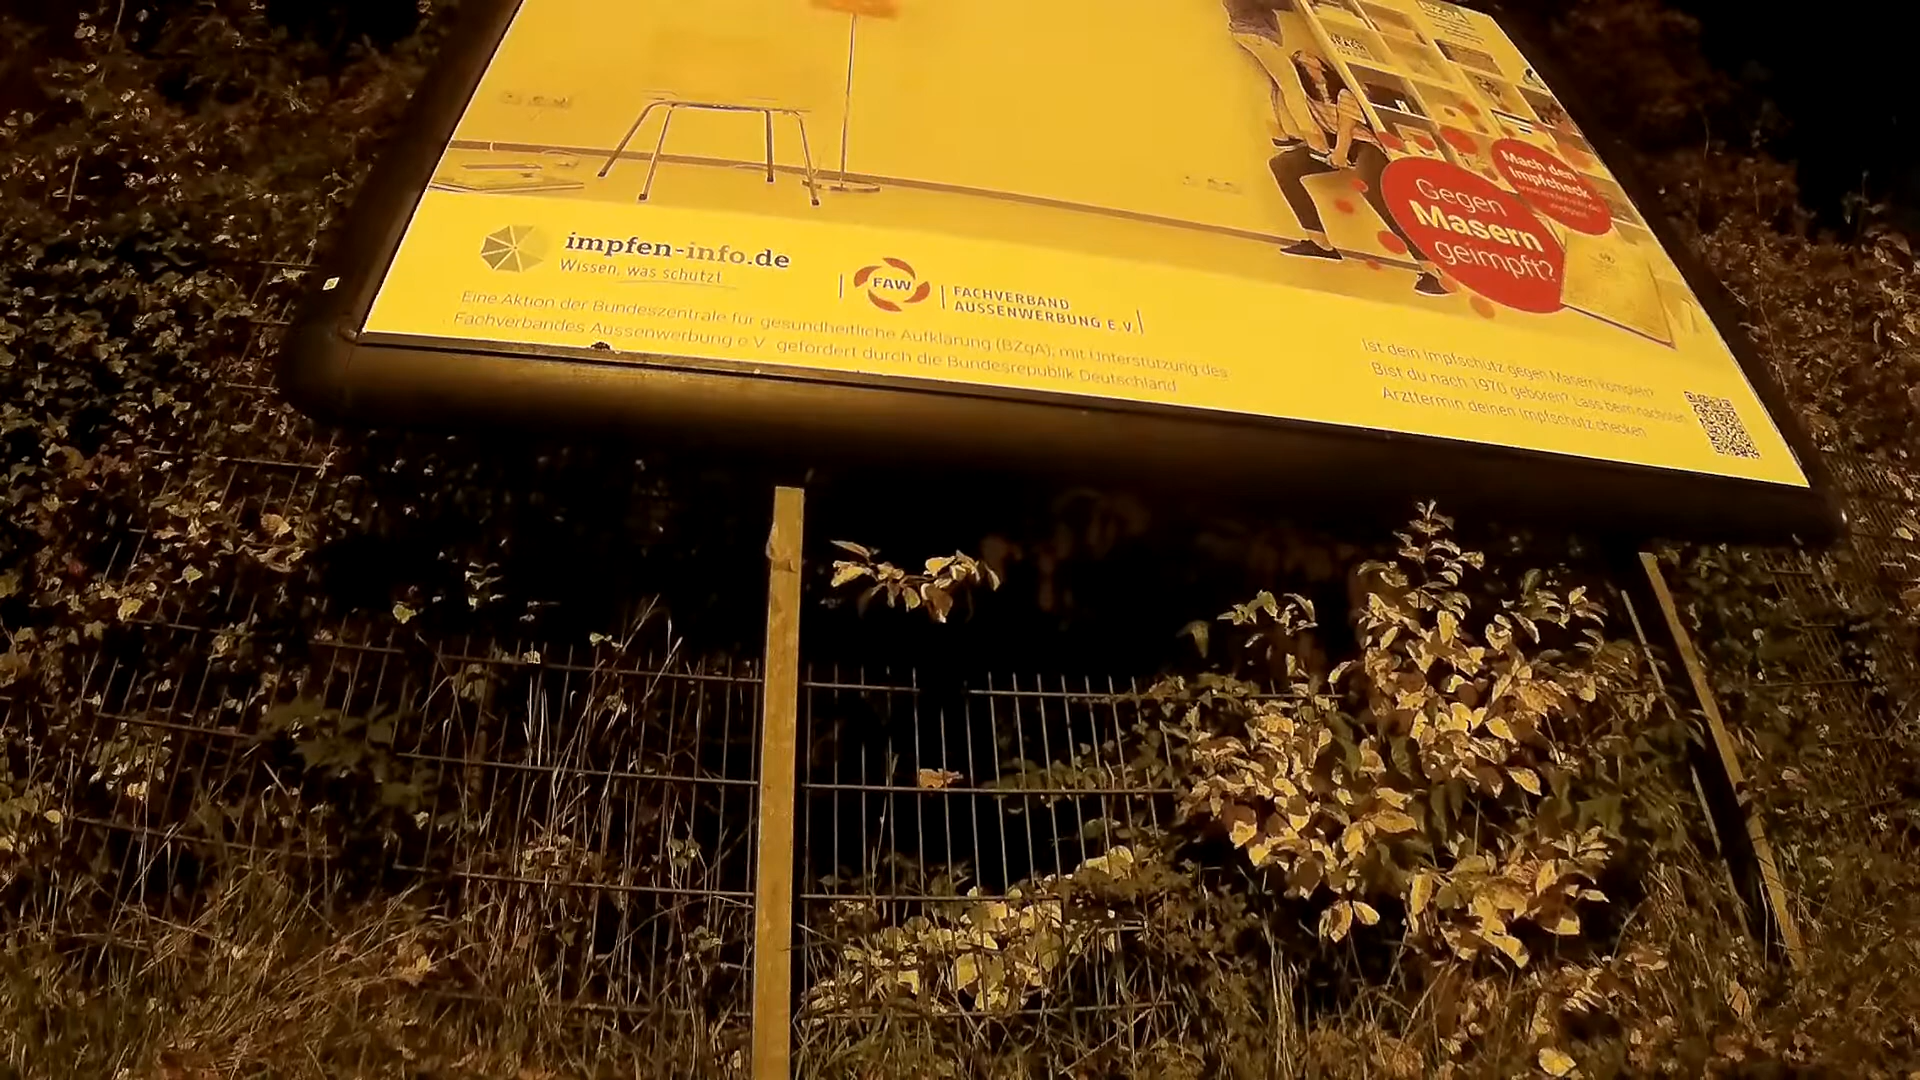 Mach den
Impfcheck
Gegen
Masern
geimpft?
impfen-info.de
Wissen, was schützt.
FAW
FACHVERBAND
AUSSENWERBUNG E.V.
Eine Aktion der Bundeszentrale für gesundheitliche Aufklärung (BZgA), mit Unterstützung des
Fachverbandes Aussenwerbung e.V. gefördert durch die Bundesrepublik Deutschland
Ist dein Impfschutz gegen Masern komplett?
Bist du nach 1970 geboren? Lass beim nächsten
Arzttermin deinen Impfschutz checken